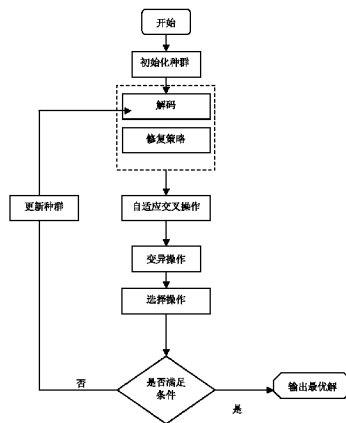 开始
初始化种群
解码
修复策略
更新种群
自适应交叉操作
变异操作
选择操作
否
是否满足
条件
是
输出最优解